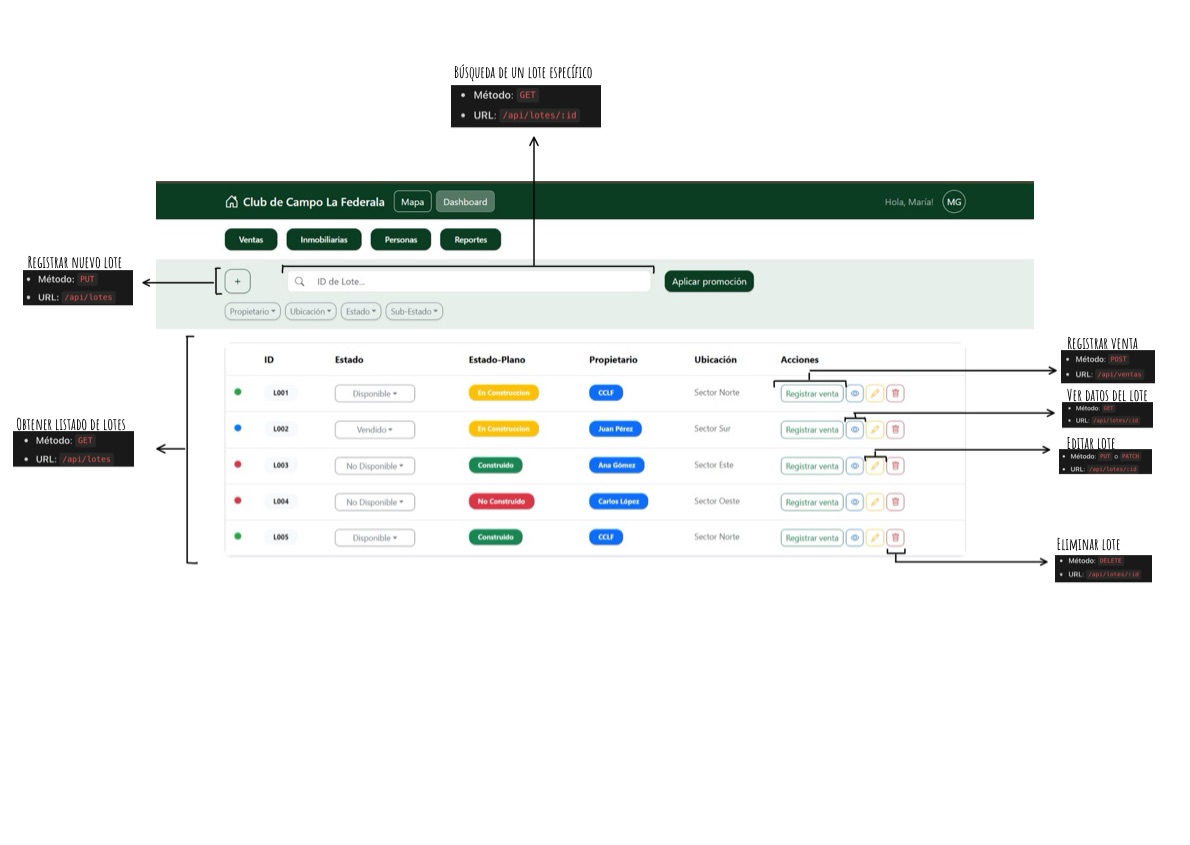 BÚSQUEDA DE UN LOTE ESPECÍFICO
• Método: GET
• URL: /api/lotes/:id
Club de Campo La Federala Mapa Dashboard Hola, María! MG
Ventas Inmobiliarias Personas Reportes
REGISTRAR NUEVO LOTE
• Método: PUT
• URL: /api/lotes
+ ID de Lote... Aplicar promoción
Propietario Ubicación Estado Sub-Estado
OBTENER LISTADO DE LOTES
• Método: GET
• URL: /api/lotes
ID Estado Estado-Plano Propietario Ubicación Acciones
L001 Disponible En Construccion CCLF Sector Norte Registrar venta
L002 Vendido En Construccion Juan Pérez Sector Sur Registrar venta
L003 No Disponible Construido Ana Gómez Sector Este Registrar venta
L004 No Disponible No Construido Carlos López Sector Oeste Registrar venta
L005 Disponible Construido CCLF Sector Norte Registrar venta
REGISTRAR VENTA
• Método: POST
• URL: /api/ventas
VER DATOS DEL LOTE
• Método: GET
• URL: /api/lotes/:id
EDITAR LOTE
• Método: PUT o PATCH
• URL: /api/lotes/:id
ELIMINAR LOTE
• Método: DELETE
• URL: /api/lotes/:id